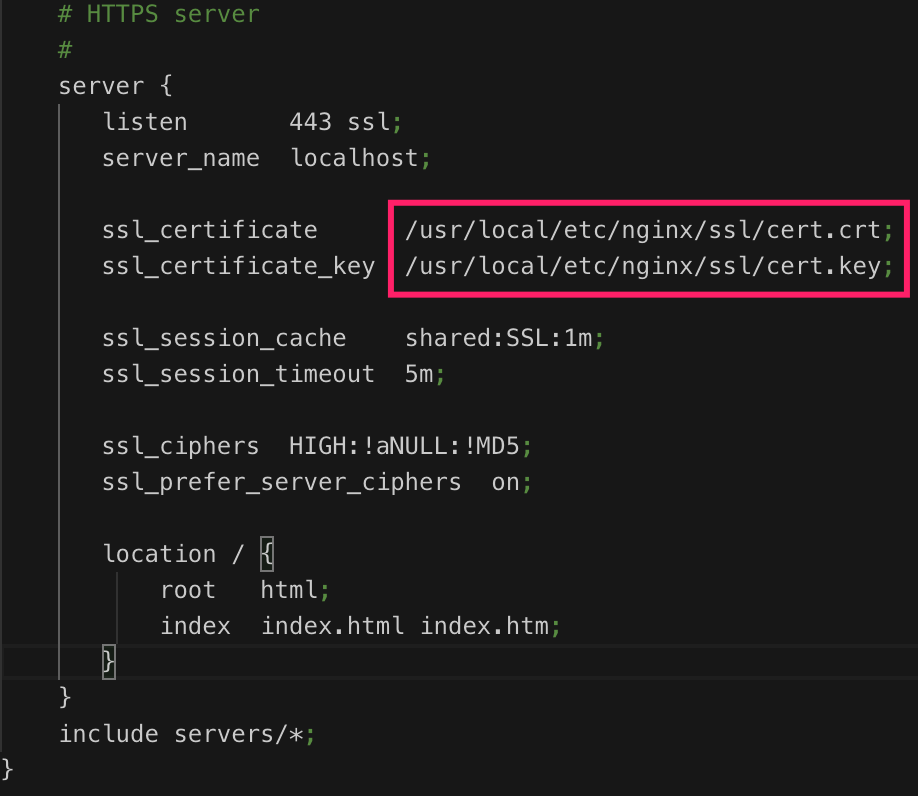 # HTTPS server
#
server {
listen 443 ssl;
server_name localhost;
ssl_certificate /usr/local/etc/nginx/ssl/cert.crt;
ssl_certificate_key /usr/local/etc/nginx/ssl/cert.key;
ssl_session_cache shared:SSL:1m;
ssl_session_timeout 5m;
ssl_ciphers HIGH:!aNULL:!MD5;
ssl_prefer_server_ciphers on;
location / {
root html;
index index.html index.htm;
}
}
include servers/*;
}